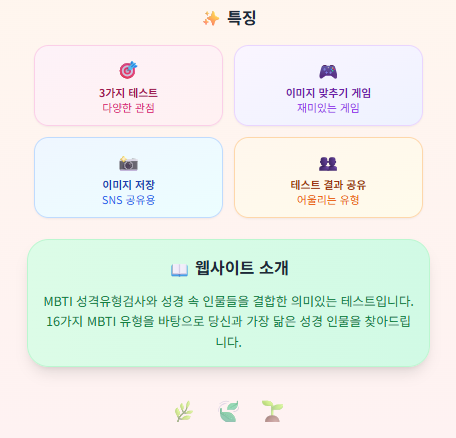 ✨ 특징
3가지 테스트
다양한 관점
이미지 맞추기 게임
재미있는 게임
이미지 저장
SNS 공유용
테스트 결과 공유
어울리는 유형
웹사이트 소개
MBTI 성격유형검사와 성경 속 인물들을 결합한 의미있는 테스트입니다.
16가지 MBTI 유형을 바탕으로 당신과 가장 닮은 성경 인물을 찾아드립
니다.